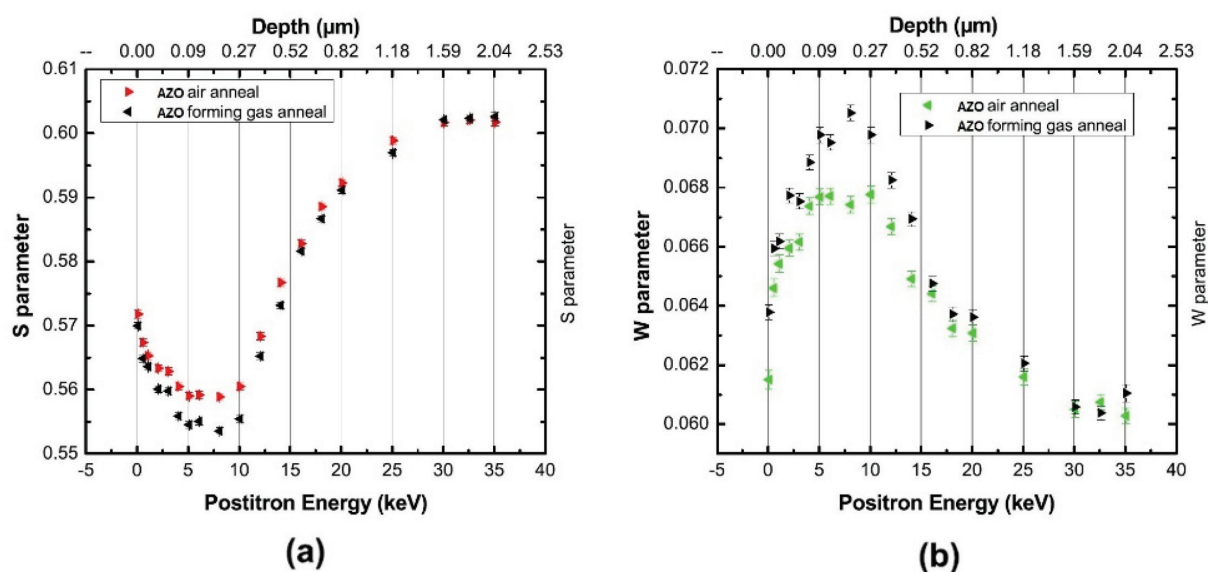 Depth (μm)
-- 0.00 0.09 0.27 0.52 0.82 1.18 1.59 2.04 2.53
0.61
0.60
0.59
0.58
0.57
0.56
0.55
S parameter
AZO air anneal
AZO forming gas anneal
S parameter
-5 0 5 10 15 20 25 30 35 40
Postitron Energy (keV)
(a)
Depth (μm)
-- 0.00 0.09 0.27 0.52 0.82 1.18 1.59 2.04 2.53
0.072
0.070
0.068
0.066
0.064
0.062
0.060
W parameter
AZO air anneal
AZO forming gas anneal
W parameter
-5 0 5 10 15 20 25 30 35 40
Positron Energy (keV)
(b)